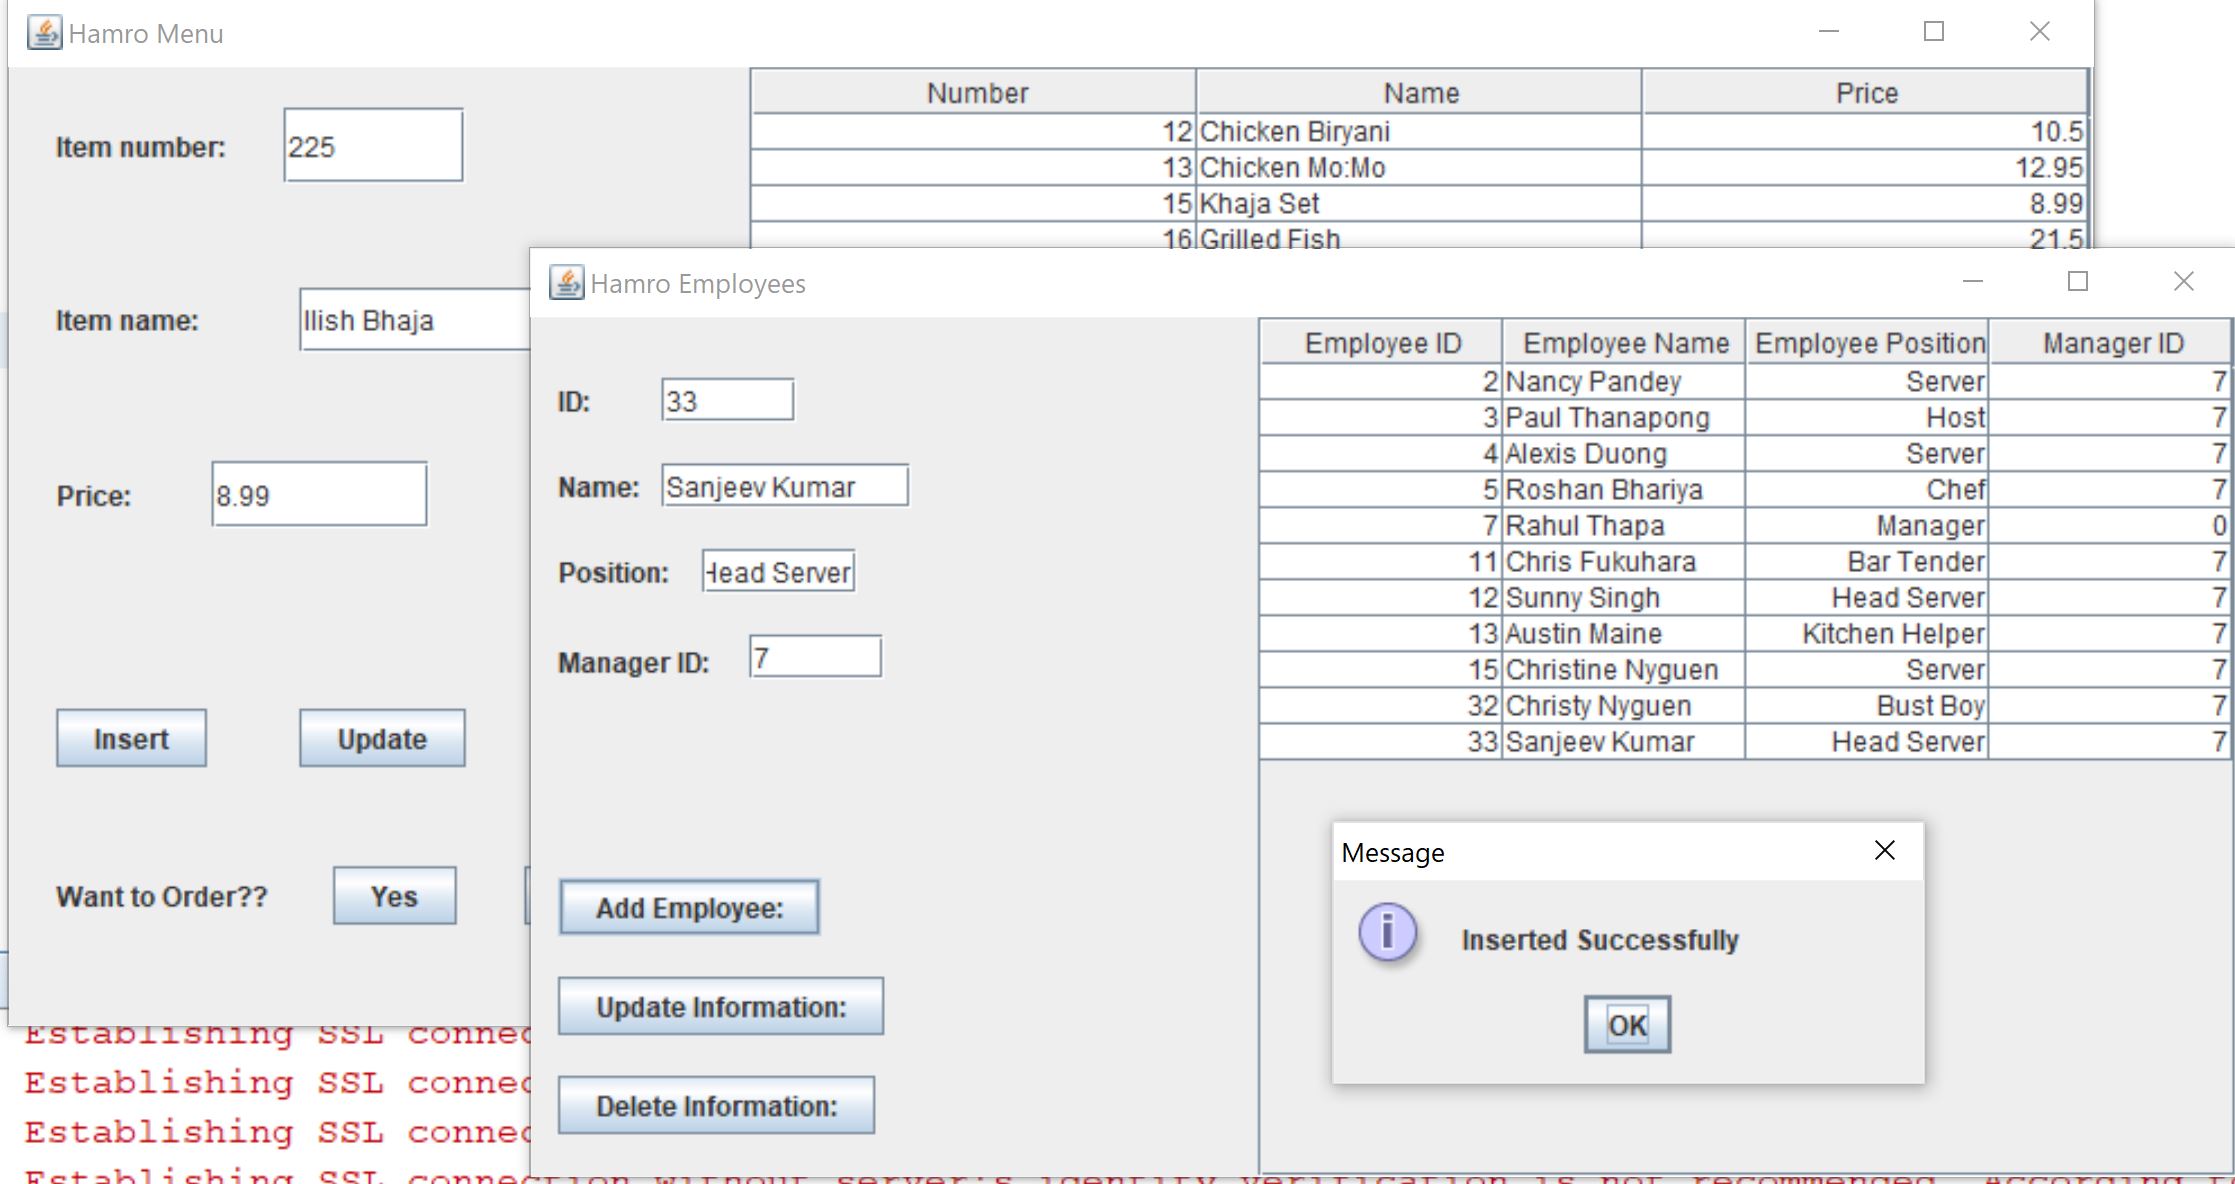 Hamro Menu
Item number: 225
Item name: Ilish Bhaja
Price: 8.99
Insert Update
Want to Order?? Yes
Number Name Price
12 Chicken Biryani 10.5
13 Chicken Mo:Mo 12.95
15 Khaja Set 8.99
16 Grilled Fish 21.5
Hamro Employees
ID: 33
Name: Sanjeev Kumar
Position: Head Server
Manager ID: 7
Add Employee:
Update Information:
Delete Information:
Employee ID Employee Name Employee Position Manager ID
2 Nancy Pandey Server 7
3 Paul Thanapong Host 7
4 Alexis Duong Server 7
5 Roshan Bhariya Chef 7
7 Rahul Thapa Manager 0
11 Chris Fukuhara Bar Tender 7
12 Sunny Singh Head Server 7
13 Austin Maine Kitchen Helper 7
15 Christine Nyguen Server 7
32 Christy Nyguen Bust Boy 7
33 Sanjeev Kumar Head Server 7
Message
Inserted Successfully
OK
Establishing SSL connec
Establishing SSL connec
Establishing SSL connec
Establishing SSL connection without server's identity verification is not recommended. According